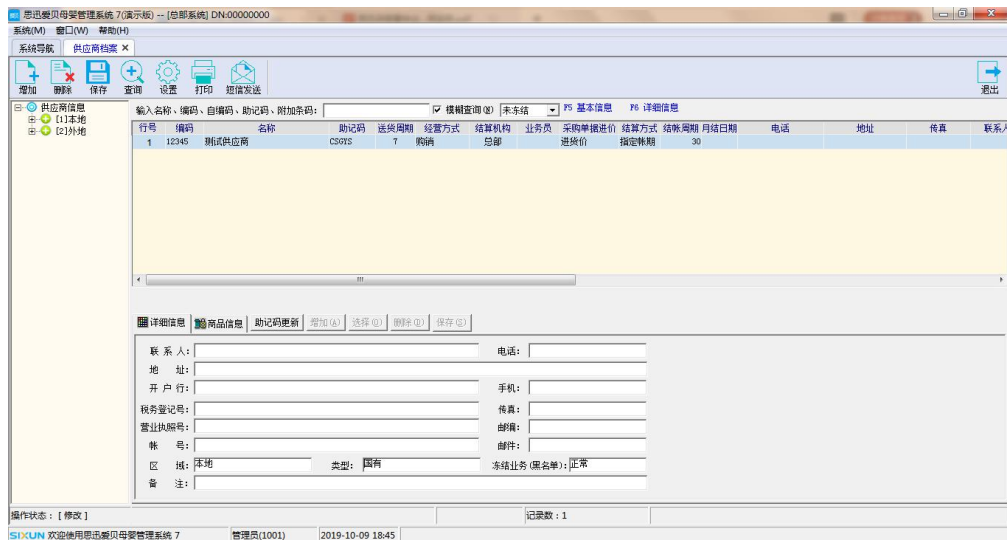 思迅爱贝母婴管理系统 7(演示版) -- [总部系统] DN:00000000
系统(M) 窗口(W) 帮助(H)
系统导航 供应商档案 ×
增加 删除 保存 查询 设置 打印 短信发送 退出
供应商信息
[1]本地
[2]外地
输入名称、编码、自编码、助记码、附加条码: 模糊查询(X) 未冻结 F5 基本信息 F6 详细信息
行号 编码 名称 助记码 送货周期 经营方式 结算机构 业务员 采购单据进价 结算方式 结帐周期 月结日期 电话 地址 传真 联系人
1 12345 测试供应商 CSGYS 7 购销 总部 进货价 指定帐期 30
详细信息 商品信息 助记码更新 增加(A) 选择(O) 删除(D) 保存(S)
联 系 人: 电话:
地 址:
开 户 行: 手机:
税务登记号: 传真:
营业执照号: 邮编:
帐 号: 邮件:
区 域: 本地 类型: 国有 冻结业务(黑名单): 正常
备 注:
操作状态: [ 修改 ] 记录数: 1
SIXUN 欢迎使用思迅爱贝母婴管理系统 7 管理员(1001) 2019-10-09 18:45